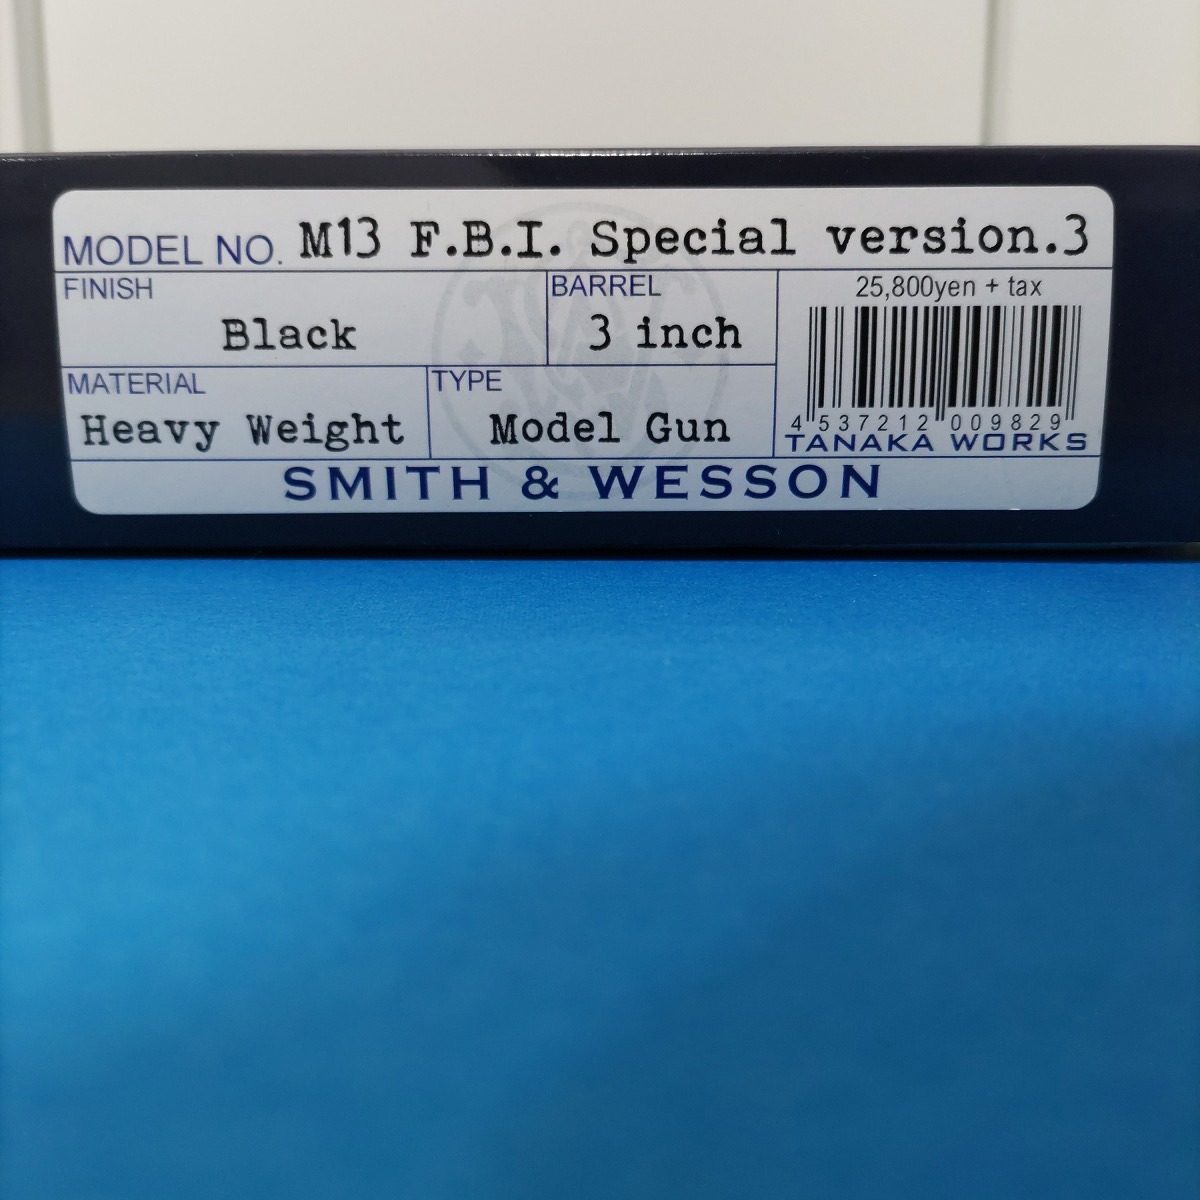 MODEL NO. M13 F.B.I. Special version.3
FINISH
Black
BARREL
3 inch
25,800yen + tax
MATERIAL
Heavy Weight
TYPE
Model Gun
4 537212 009829
TANAKA WORKS
SMITH & WESSON